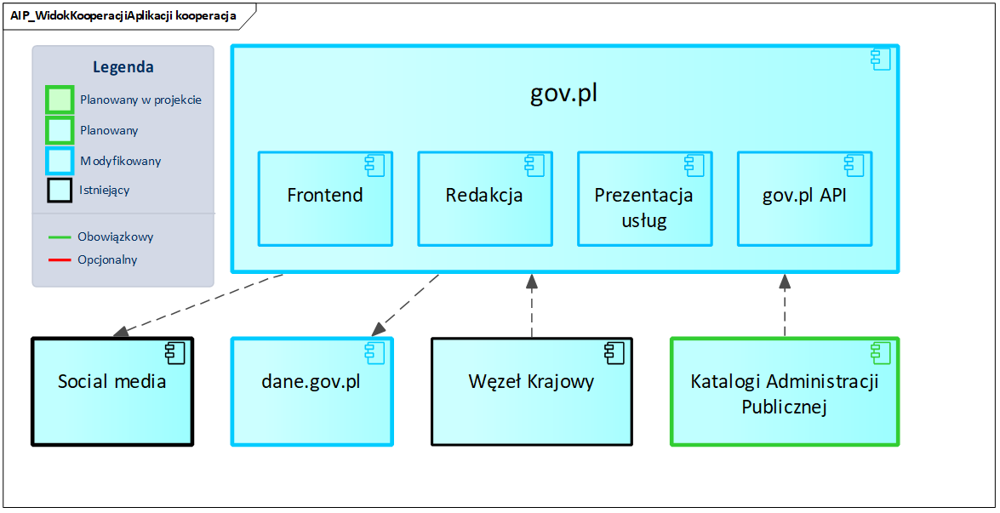 AIP_WidokKooperacjiAplikacji kooperacja
Legenda
Planowany w projekcie
Planowany
Modyfikowany
Istniejący
Obowiązkowy
Opcjonalny
gov.pl
Frontend
Redakcja
Prezentacja
usług
gov.pl API
Social media
dane.gov.pl
Węzeł Krajowy
Katalogi Administracji
Publicznej